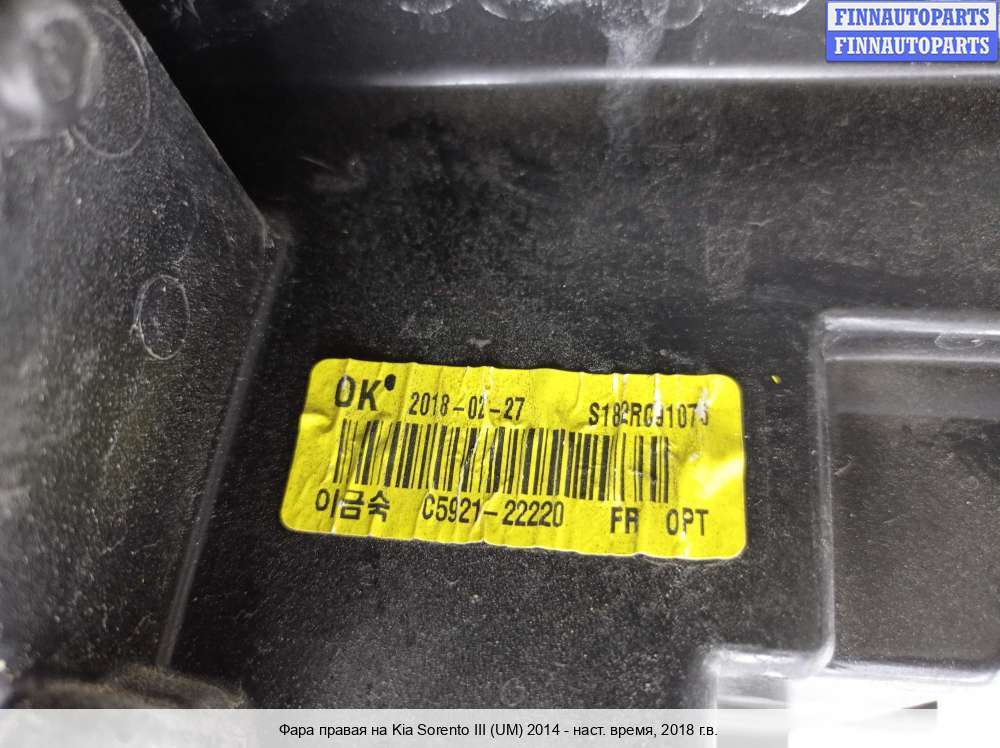 FINNAUTOPARTS
FINNAUTOPARTS
OK 2018-02-27 S182RC91075
이금숙 C5921-22220 FR OPT
Фара правая на Kia Sorento III (UM) 2014 - наст. время, 2018 г.в.